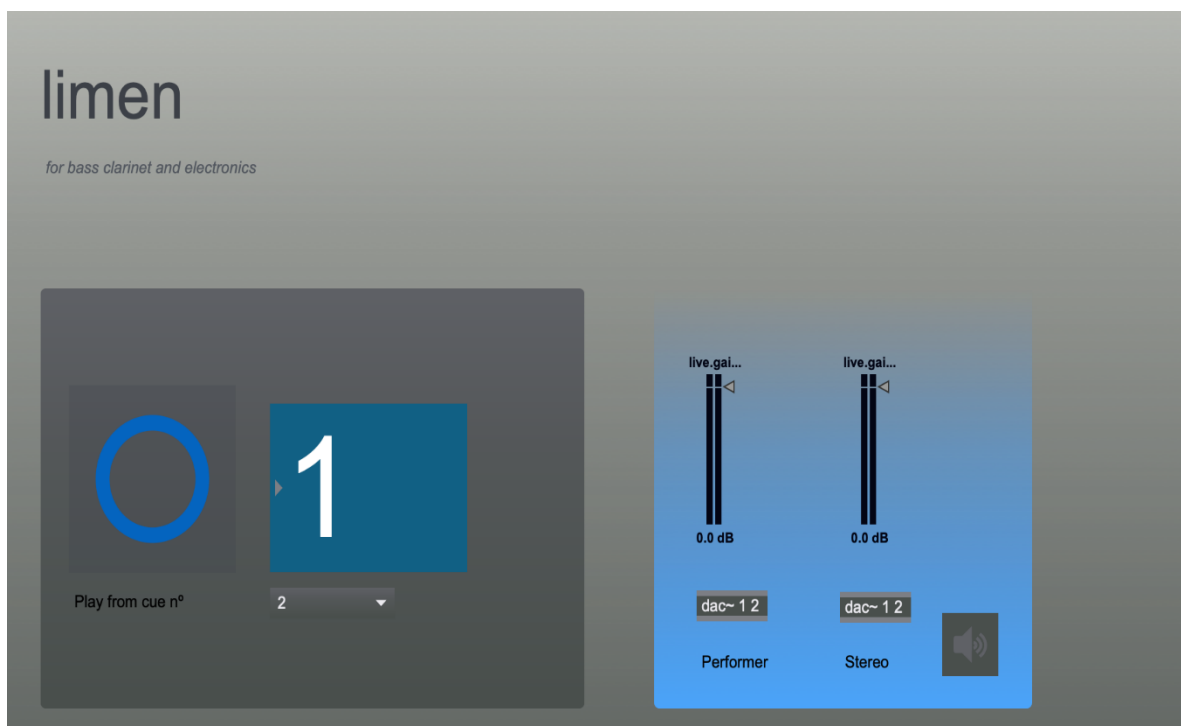 limen
for bass clarinet and electronics
1
Play from cue nº
2
live.gai... live.gai...
0.0 dB 0.0 dB
dac~ 1 2 dac~ 1 2
Performer Stereo